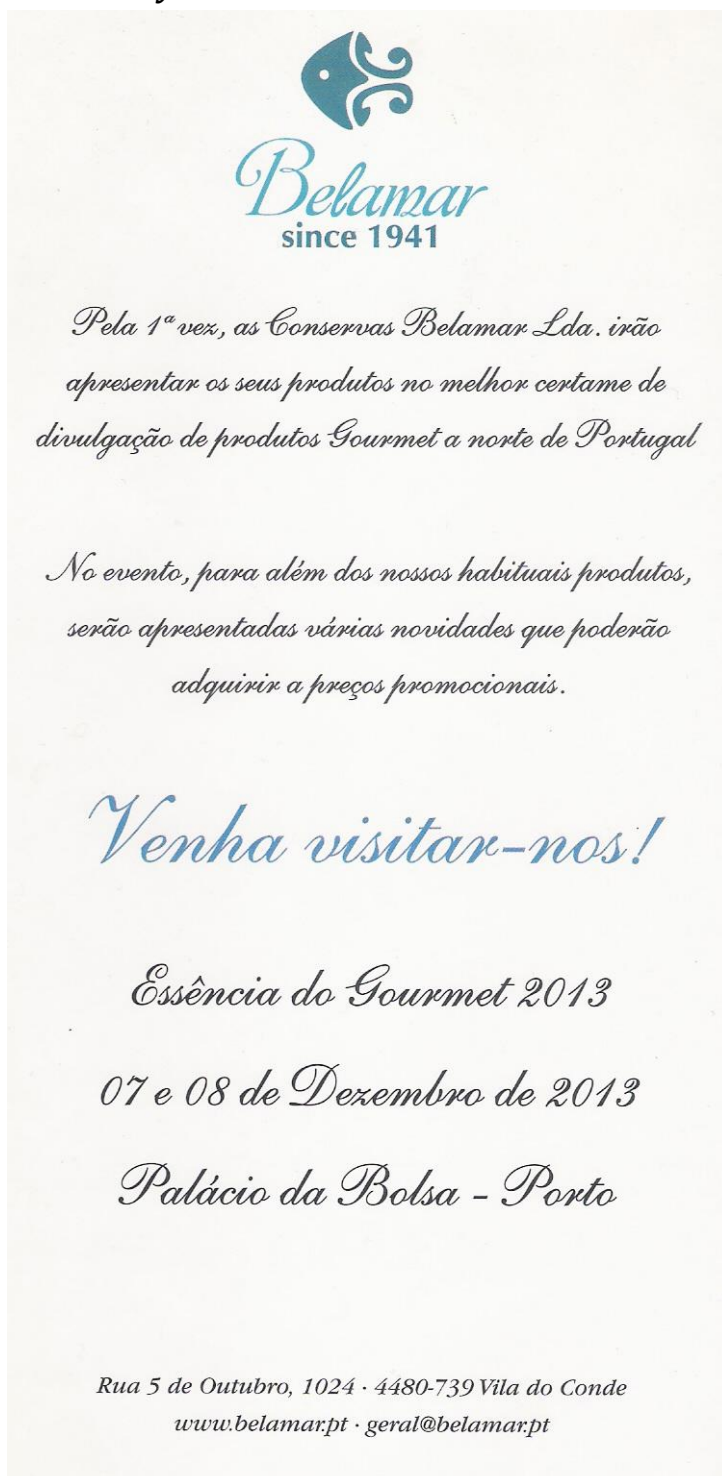 Belamar
since 1941
Pela 1ª vez, as Conservas Belamar Lda. irão
apresentar os seus produtos no melhor certame de
divulgação de produtos Gourmet a norte de Portugal
No evento, para além dos nossos habituais produtos,
serão apresentadas várias novidades que poderão
adquirir a preços promocionais.
Venha visitar-nos!
Essência do Gourmet 2013
07 e 08 de Dezembro de 2013
Palácio da Bolsa - Porto
Rua 5 de Outubro, 1024 · 4480-739 Vila do Conde
www.belamar.pt · geral@belamar.pt